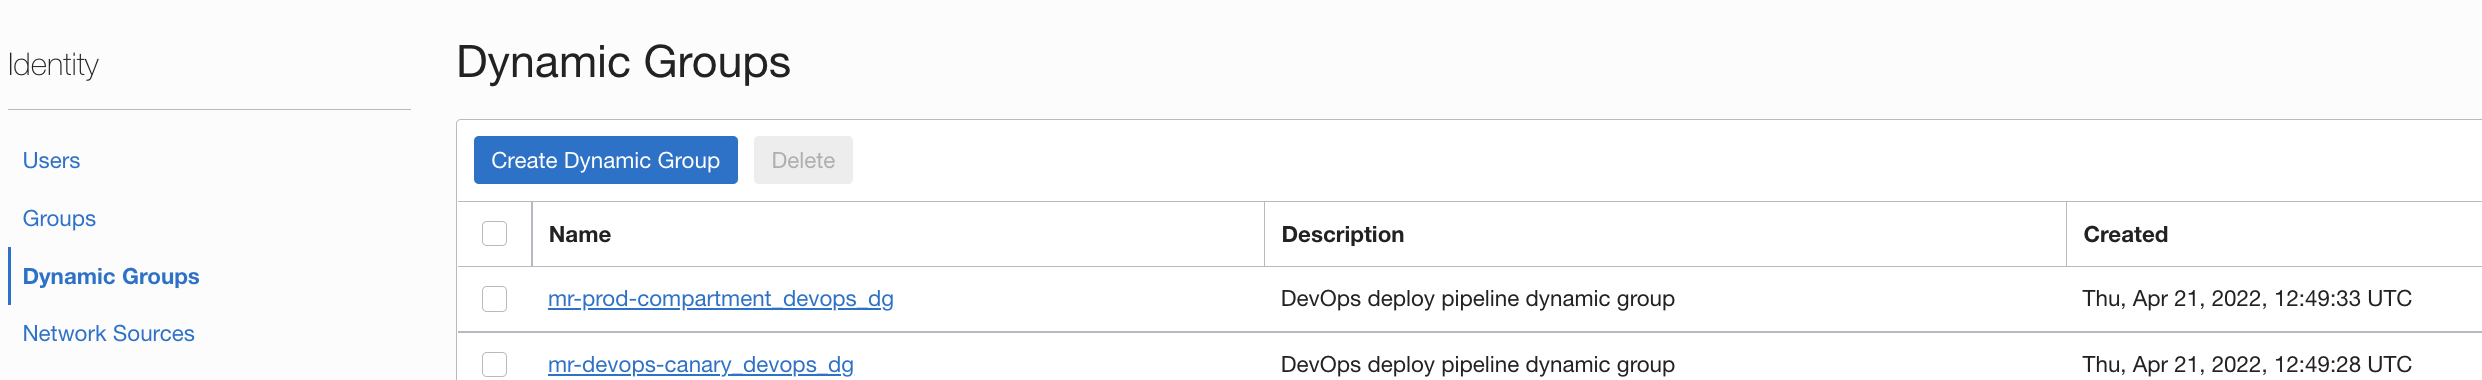 Identity
Users
Groups
Dynamic Groups
Network Sources
Dynamic Groups
Create Dynamic Group Delete
Name Description Created
mr-prod-compartment_devops_dg DevOps deploy pipeline dynamic group Thu, Apr 21, 2022, 12:49:33 UTC
mr-devops-canary_devops_dg DevOps deploy pipeline dynamic group Thu, Apr 21, 2022, 12:49:28 UTC